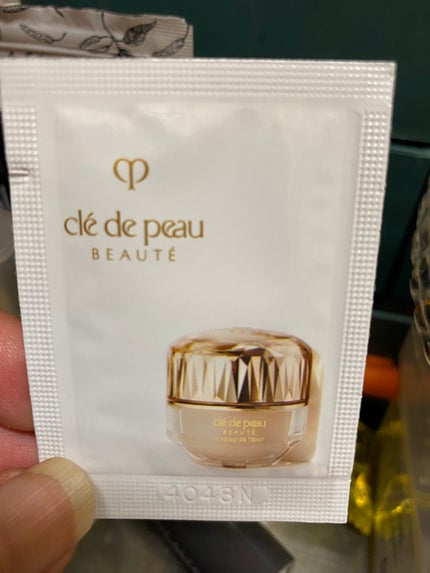 clé de peau
BEAUTÉ
clé de peau
BEAUTÉ
LE FOND DE TEINT
4048N